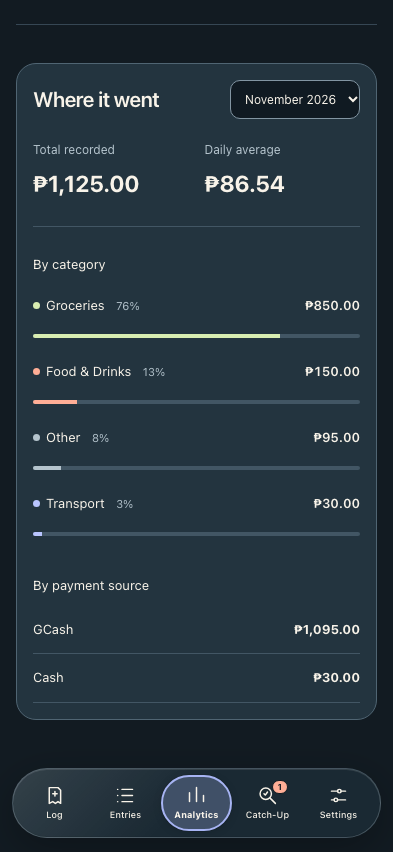 Where it went
November 2026
Total recorded
Daily average
₱1,125.00
₱86.54
By category
Groceries 76% ₱850.00
Food & Drinks 13% ₱150.00
Other 8% ₱95.00
Transport 3% ₱30.00
By payment source
GCash ₱1,095.00
Cash ₱30.00
1
Log Entries Analytics Catch-Up Settings